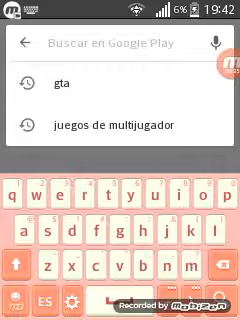 6% 19:42
Buscar en Google Play
gta
juegos de multijugador
q w e r t y u i o p
a s d f g h j k l
z x c v b n m
?123 ES
Recorded by Mobizen